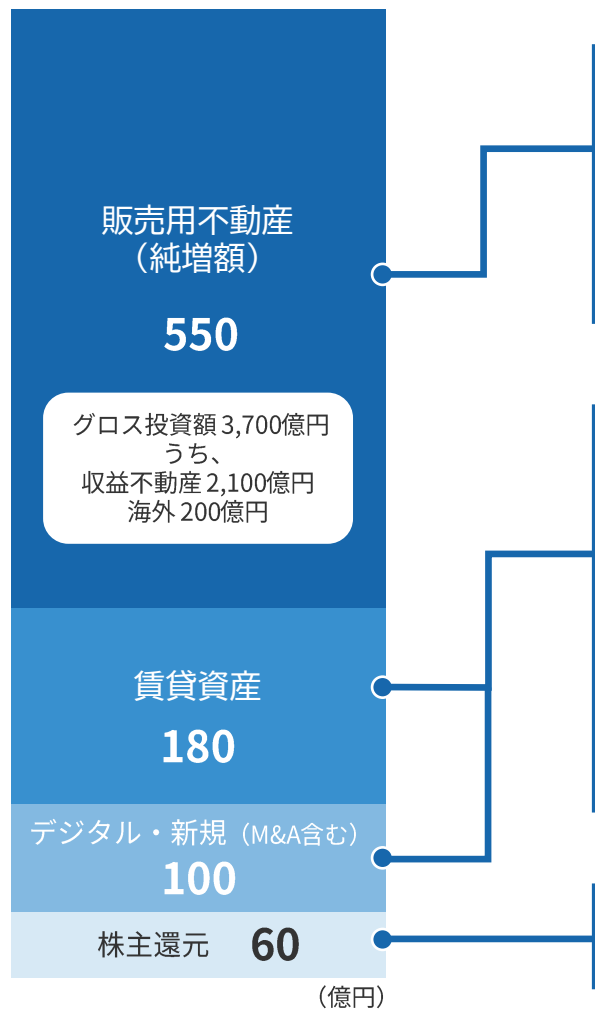 販売用不動産
（純増額）
550
グロス投資額 3,700億円
うち、
収益不動産 2,100億円
海外 200億円
賃貸資産
180
デジタル・新規（M&A含む）
100
株主還元 60
（億円）